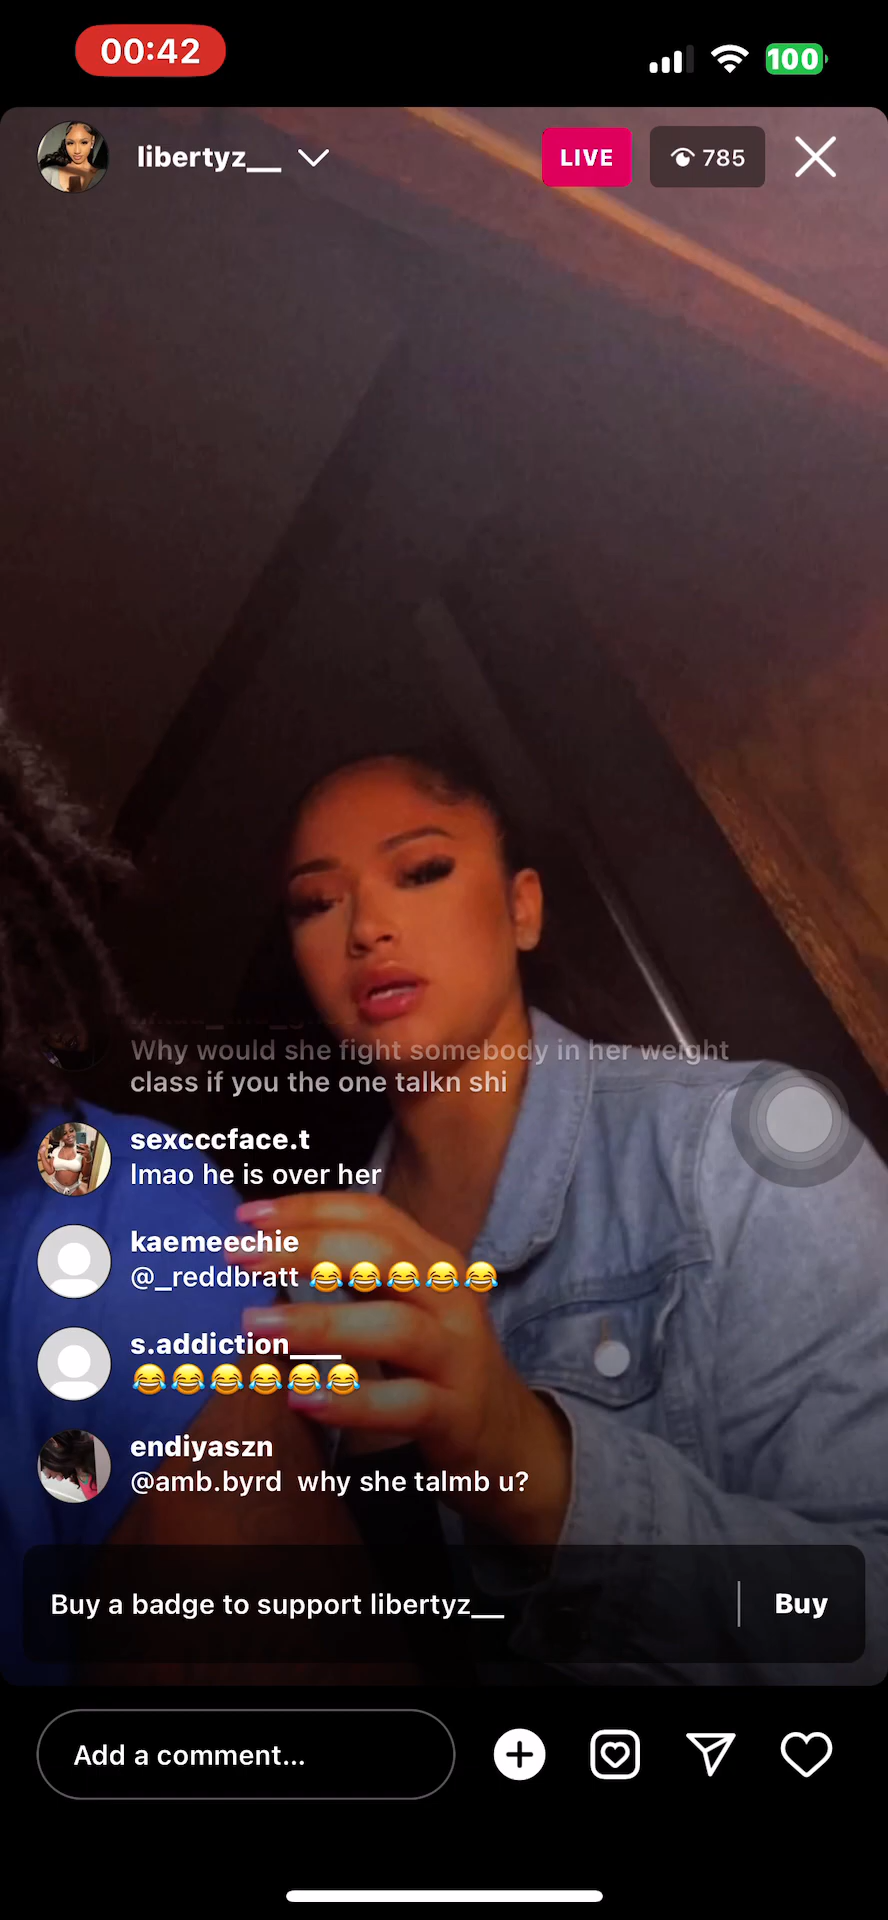 00:42
100
libertyz__
LIVE
785
Why would she fight somebody in her weight
class if you the one talkn shi
sexcccface.t
lmao he is over her
kaemeechie
@_reddbratt 😂😂😂😂😂
s.addiction___
😂😂😂😂😂😂
endiyaszn
@amb.byrd  why she talmb u?
Buy a badge to support libertyz__
Buy
Add a comment...